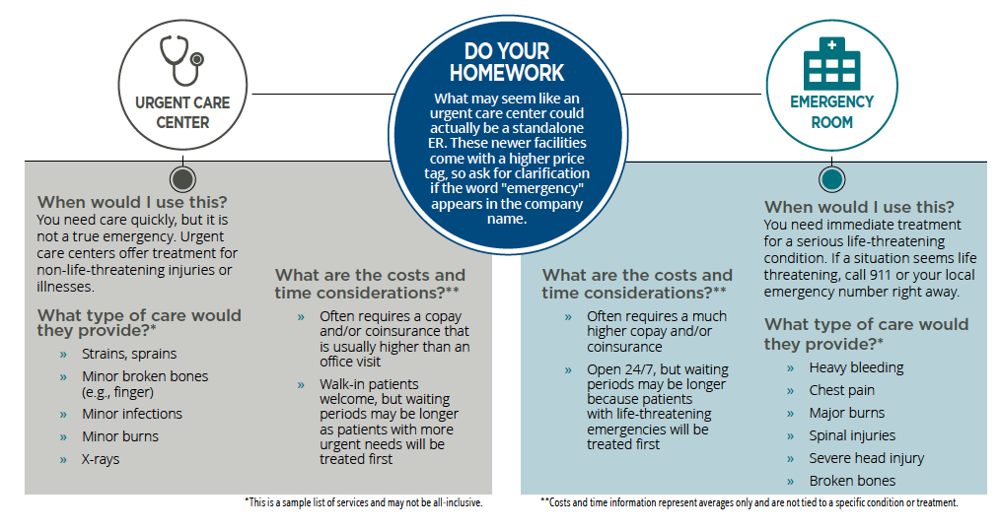 URGENT CARE
CENTER
DO YOUR
HOMEWORK
What may seem like an
urgent care center could
actually be a standalone
ER. These newer facilities
come with a higher price
tag, so ask for clarification
if the word "emergency"
appears in the company
name.
EMERGENCY
ROOM
When would I use this?
You need care quickly, but it is
not a true emergency. Urgent
care centers offer treatment for
non-life-threatening injuries or
illnesses.
What type of care would
they provide?*
» Strains, sprains
» Minor broken bones
(e.g., finger)
» Minor infections
» Minor burns
» X-rays
What are the costs and
time considerations?**
» Often requires a copay
and/or coinsurance that
is usually higher than an
office visit
» Walk-in patients
welcome, but waiting
periods may be longer
as patients with more
urgent needs will be
treated first
What are the costs and
time considerations?**
» Often requires a much
higher copay and/or
coinsurance
» Open 24/7, but waiting
periods may be longer
because patients
with life-threatening
emergencies will be
treated first
When would I use this?
You need immediate treatment
for a serious life-threatening
condition. If a situation seems life
threatening, call 911 or your local
emergency number right away.
What type of care would
they provide?*
» Heavy bleeding
» Chest pain
» Major burns
» Spinal injuries
» Severe head injury
» Broken bones
*This is a sample list of services and may not be all-inclusive.
**Costs and time information represent averages only and are not tied to a specific condition or treatment.